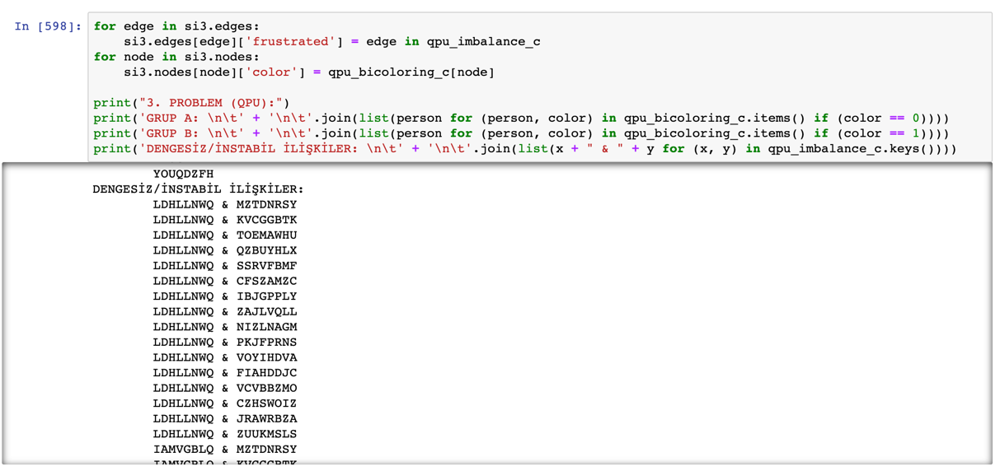 In [598]: for edge in si3.edges:
    si3.edges[edge]['frustrated'] = edge in qpu_imbalance_c
for node in si3.nodes:
    si3.nodes[node]['color'] = qpu_bicoloring_c[node]
print("3. PROBLEM (QPU):")
print('GRUP A: \n\t' + '\n\t'.join(list(person for (person, color) in qpu_bicoloring_c.items() if (color == 0))))
print('GRUP B: \n\t' + '\n\t'.join(list(person for (person, color) in qpu_bicoloring_c.items() if (color == 1))))
print('DENGESİZ/İNSTABİL İLİŞKİLER: \n\t' + '\n\t'.join(list(x + " & " + y for (x, y) in qpu_imbalance_c.keys())))
YOUQDZFH
DENGESİZ/İNSTABİL İLİŞKİLER:
LDHLLNWQ & MZTDNRSY
LDHLLNWQ & KVCGGBTK
LDHLLNWQ & TOEMAWHU
LDHLLNWQ & QZBUYHLX
LDHLLNWQ & SSRVFBMF
LDHLLNWQ & CFSZAMZC
LDHLLNWQ & IBJGPPLY
LDHLLNWQ & ZAJLVQLL
LDHLLNWQ & NIZLNAGM
LDHLLNWQ & PKJFPRNS
LDHLLNWQ & VOYIHDVA
LDHLLNWQ & FIAHDDJC
LDHLLNWQ & VCVBBZMO
LDHLLNWQ & CZHSWOIZ
LDHLLNWQ & JRAWRBZA
LDHLLNWQ & ZUUKMSLS
IAMVGBLQ & MZTDNRSY
IAMVGBLQ & KVCGGBTK